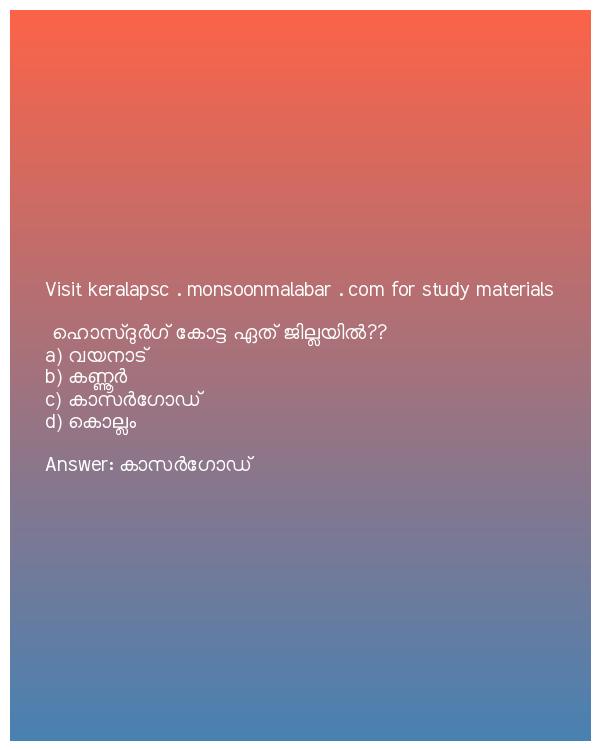 Visit keralapsc . monsoonmalabar . com for study materials
ഹൊസ്ദുർഗ് കോട്ട ഏത് ജില്ലയിൽ??
a) വയനാട്
b) കണ്ണൂർ
c) കാസർഗോഡ്
d) കൊല്ലം
Answer: കാസർഗോഡ്